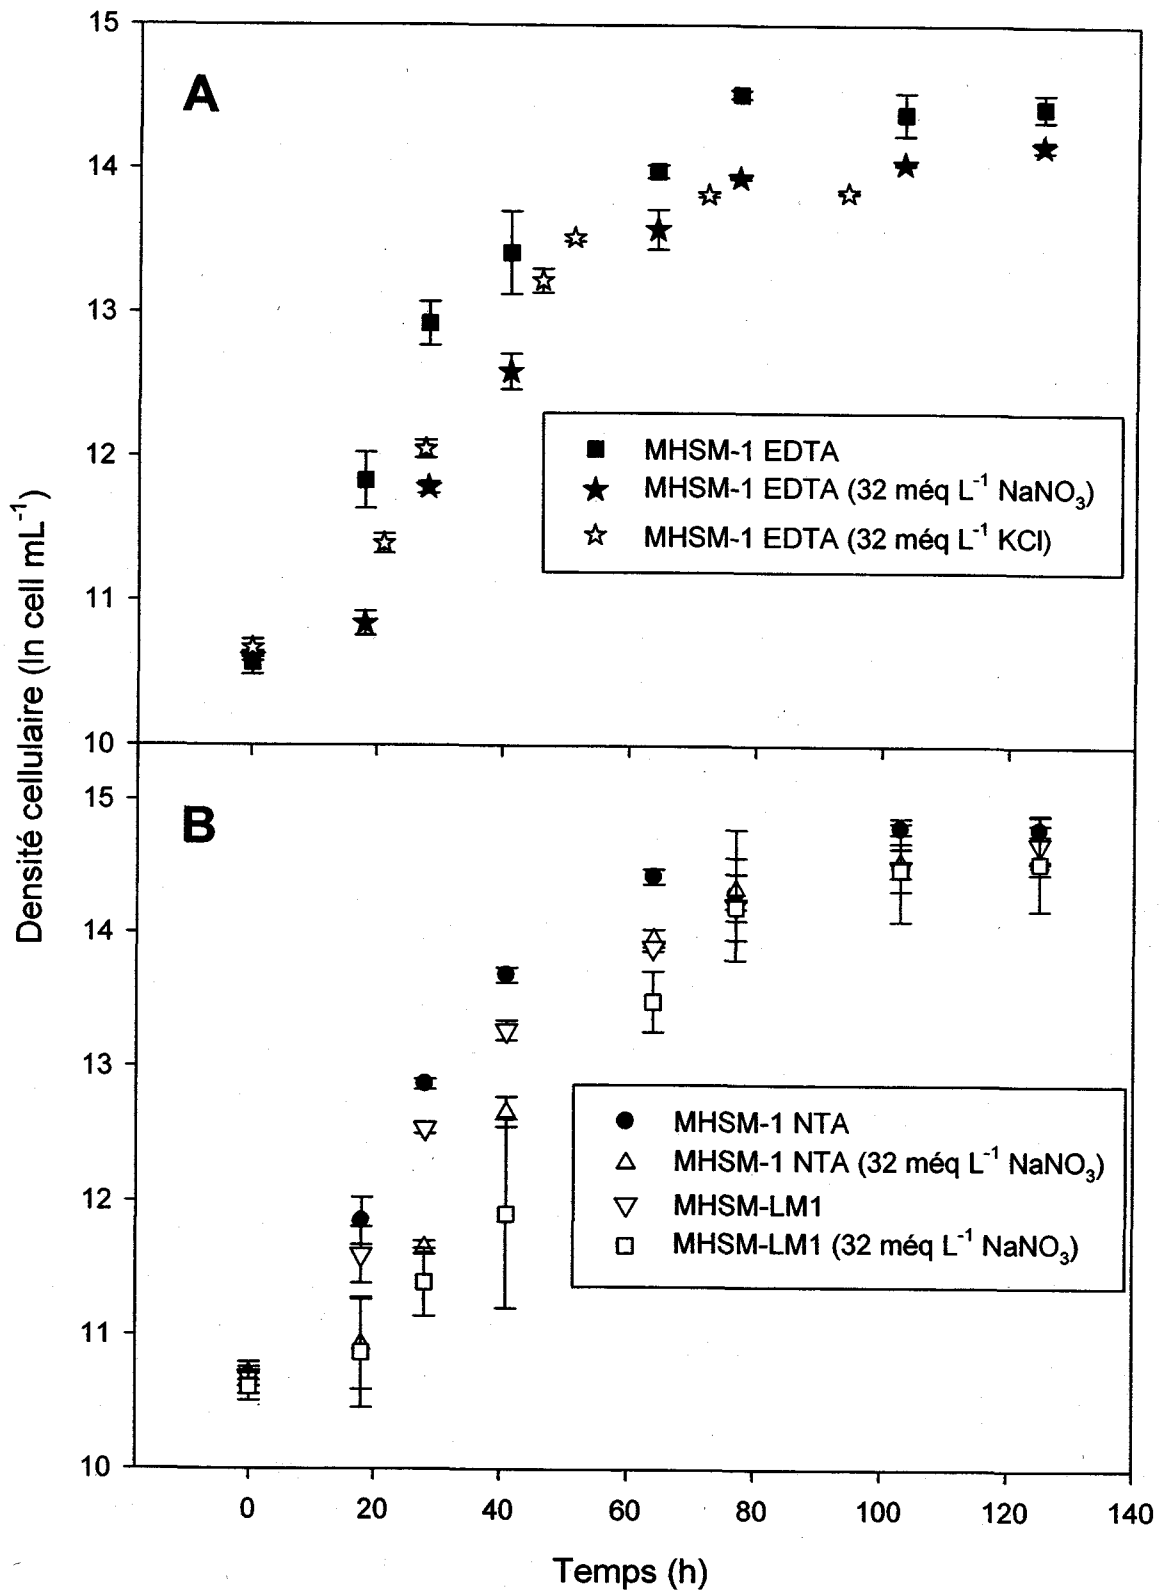 15
A
14
13
12
11
10
MHSM-1 EDTA
MHSM-1 EDTA (32 méq L⁻¹ NaNO₃)
MHSM-1 EDTA (32 méq L⁻¹ KCl)
Densité cellulaire (ln cell mL⁻¹)
15
B
14
13
12
11
10
MHSM-1 NTA
MHSM-1 NTA (32 méq L⁻¹ NaNO₃)
MHSM-LM1
MHSM-LM1 (32 méq L⁻¹ NaNO₃)
0 20 40 60 80 100 120 140
Temps (h)